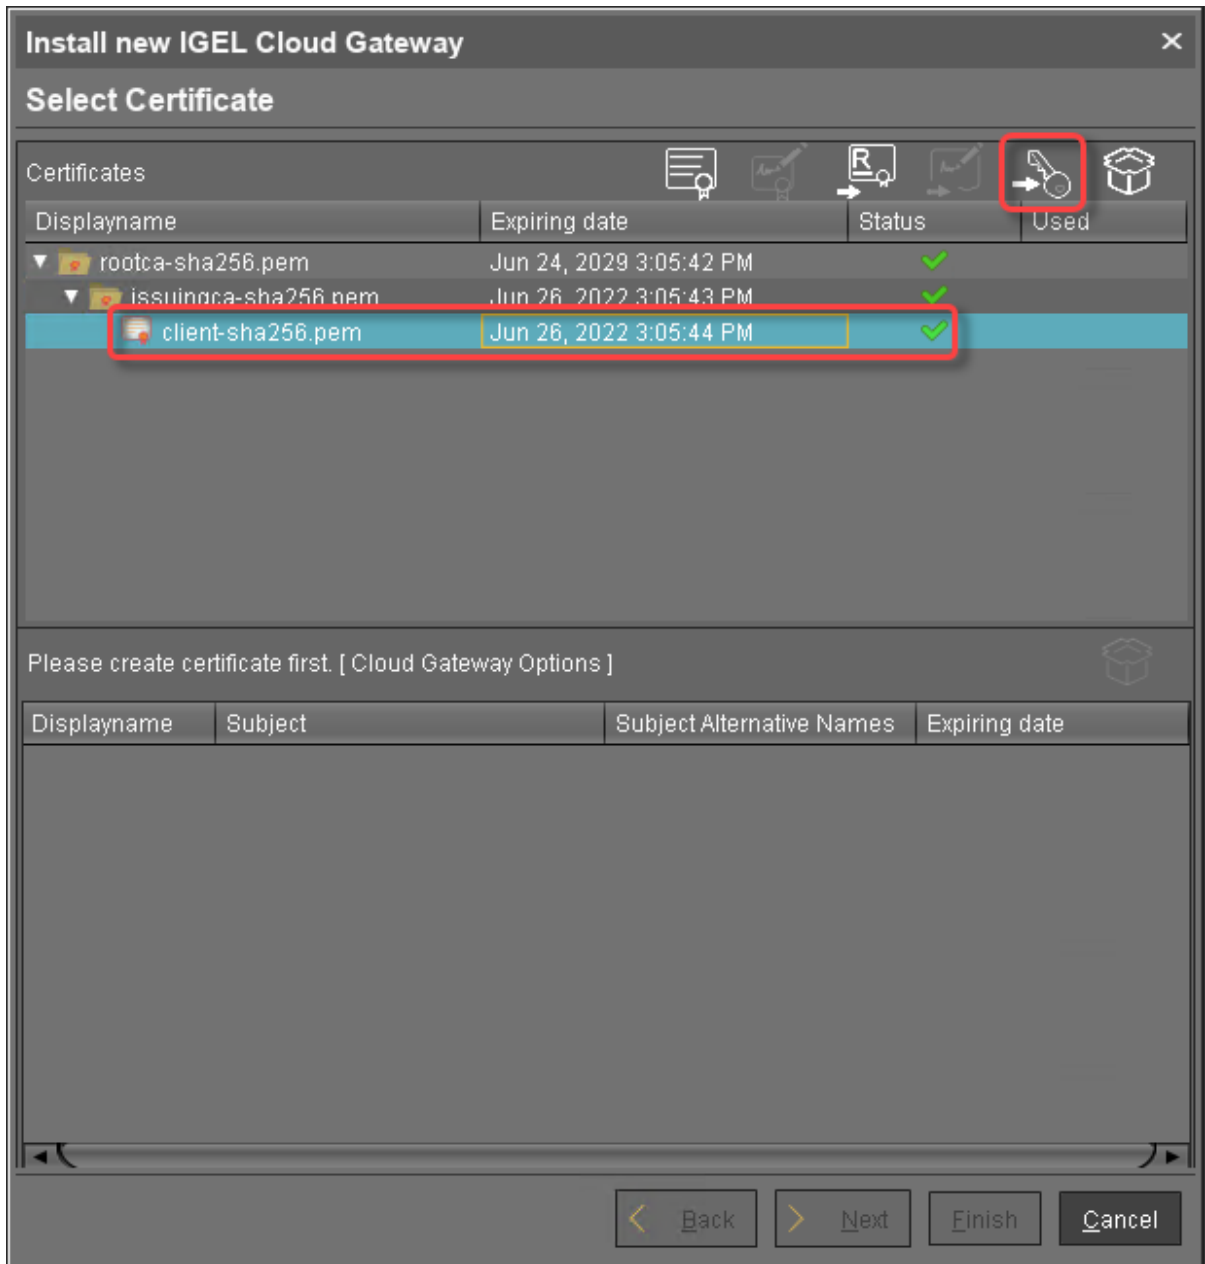 Install new IGEL Cloud Gateway
Select Certificate
Certificates
R
Displayname Expiring date Status Used
rootca-sha256.pem Jun 24, 2029 3:05:42 PM
issuingca-sha256.pem Jun 26, 2022 3:05:43 PM
client-sha256.pem Jun 26, 2022 3:05:44 PM
Please create certificate first. [ Cloud Gateway Options ]
Displayname Subject Subject Alternative Names Expiring date
Back Next Finish Cancel